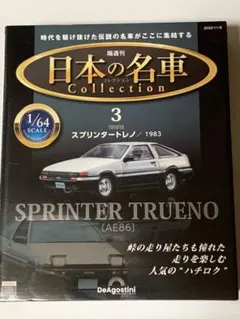 時代を駆け抜けた伝説の名車がここに集結する
隔週刊
日本の名車
コレクション
Collection
1/64
SCALE
3
TOYOTA
スプリンタートレノ/1983
SPRINTER TRUENO
[AE86]
峠の走り屋たちも憧れた
走りを楽しむ
人気の“ハチロク”
DeAgostini